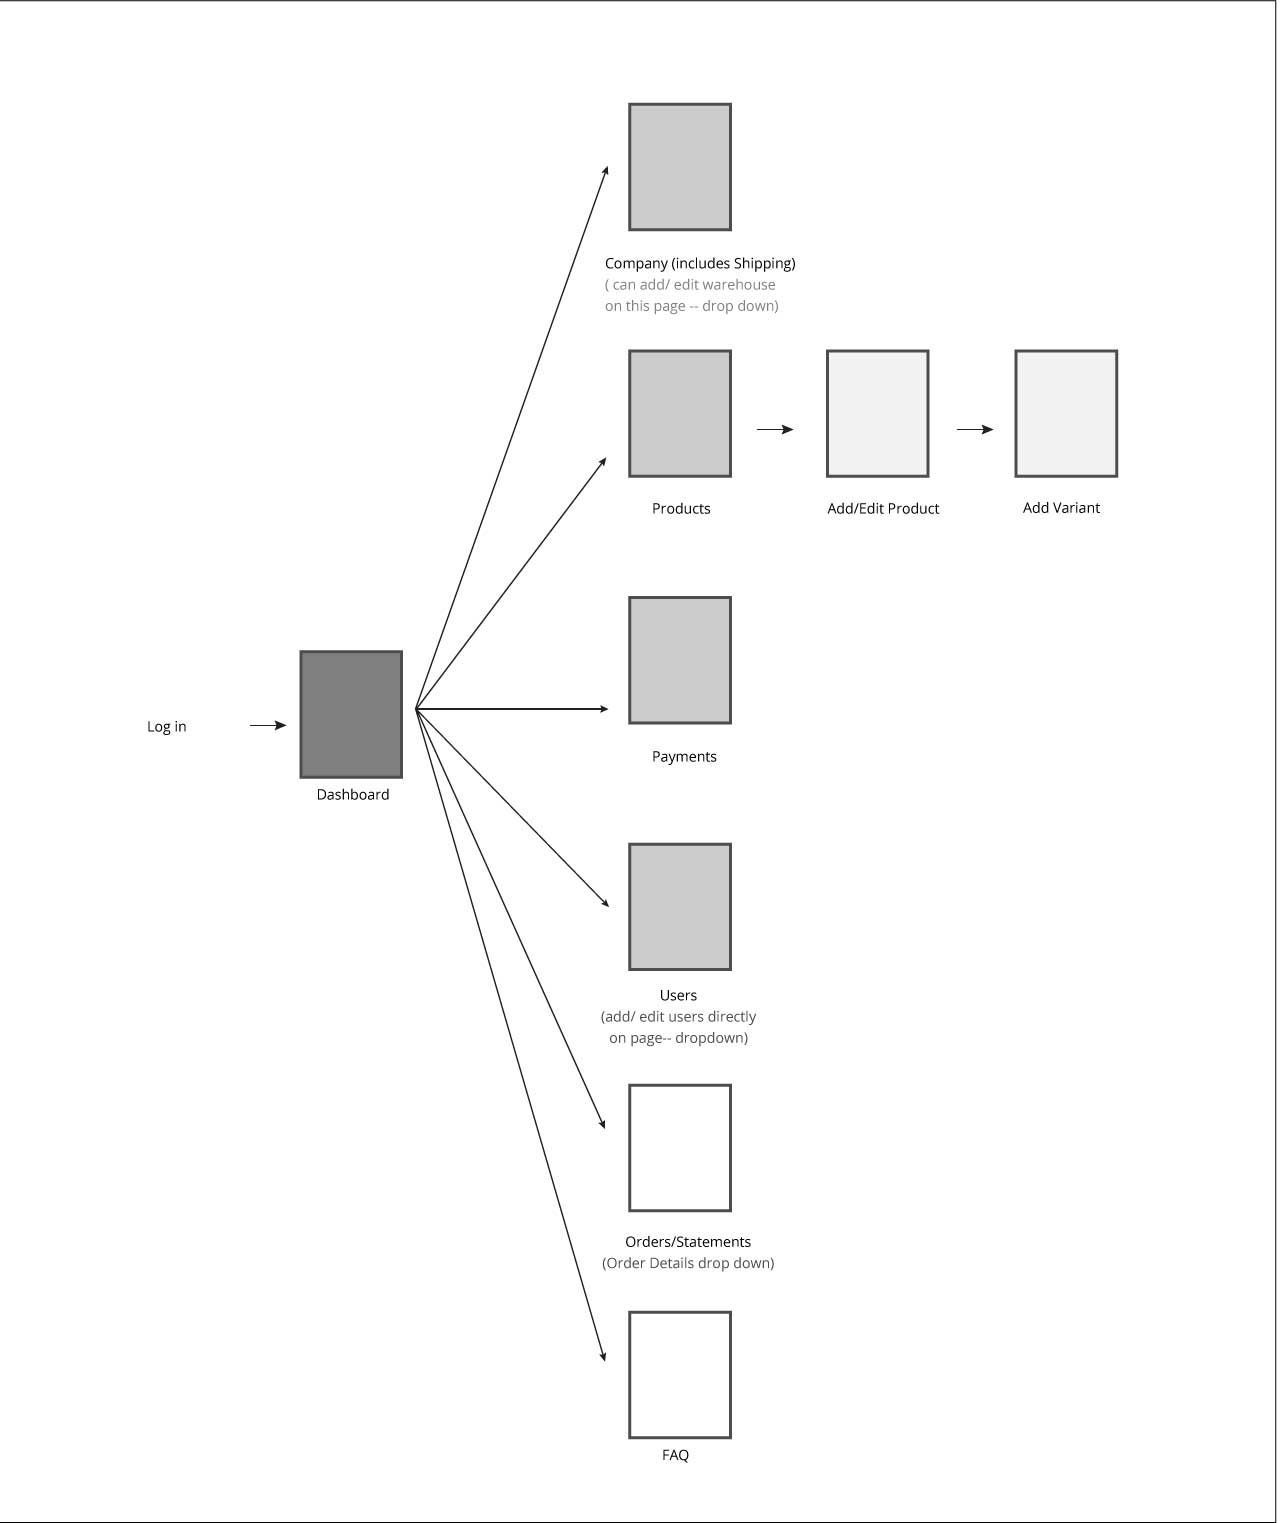 Company (includes Shipping)
( can add/ edit warehouse
on this page -- drop down)
Products
Add/Edit Product
Add Variant
Log in
Dashboard
Payments
Users
(add/ edit users directly
on page-- dropdown)
Orders/Statements
(Order Details drop down)
FAQ